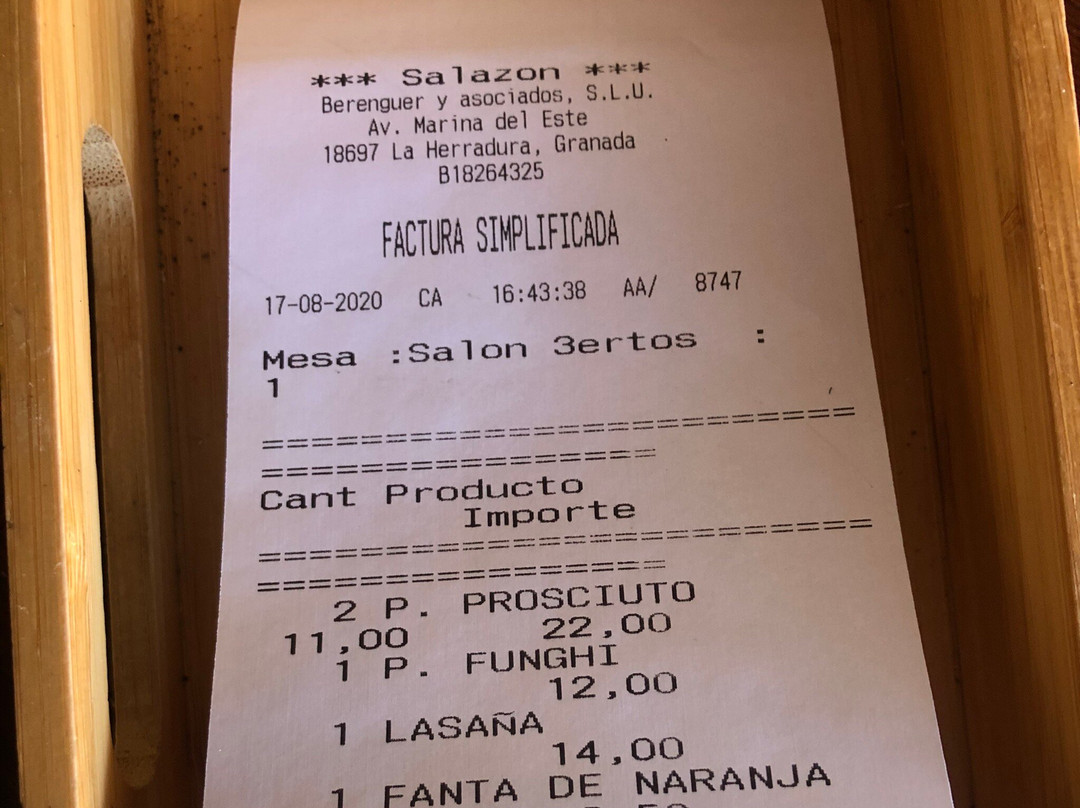 *** Salazon ***
Berenguer y asociados, S.L.U.
Av. Marina del Este
18697 La Herradura, Granada
B18264325
FACTURA SIMPLIFICADA
17-08-2020 CA 16:43:38 AA/ 8747
Mesa :Salon 3ertos :
1
============================
===================
Cant Producto
Importe
=============================
===================
2 P. PROSCIUTO
11,00 22,00
1 P. FUNGHI
12,00
1 LASAÑA
14,00
1 FANTA DE NARANJA